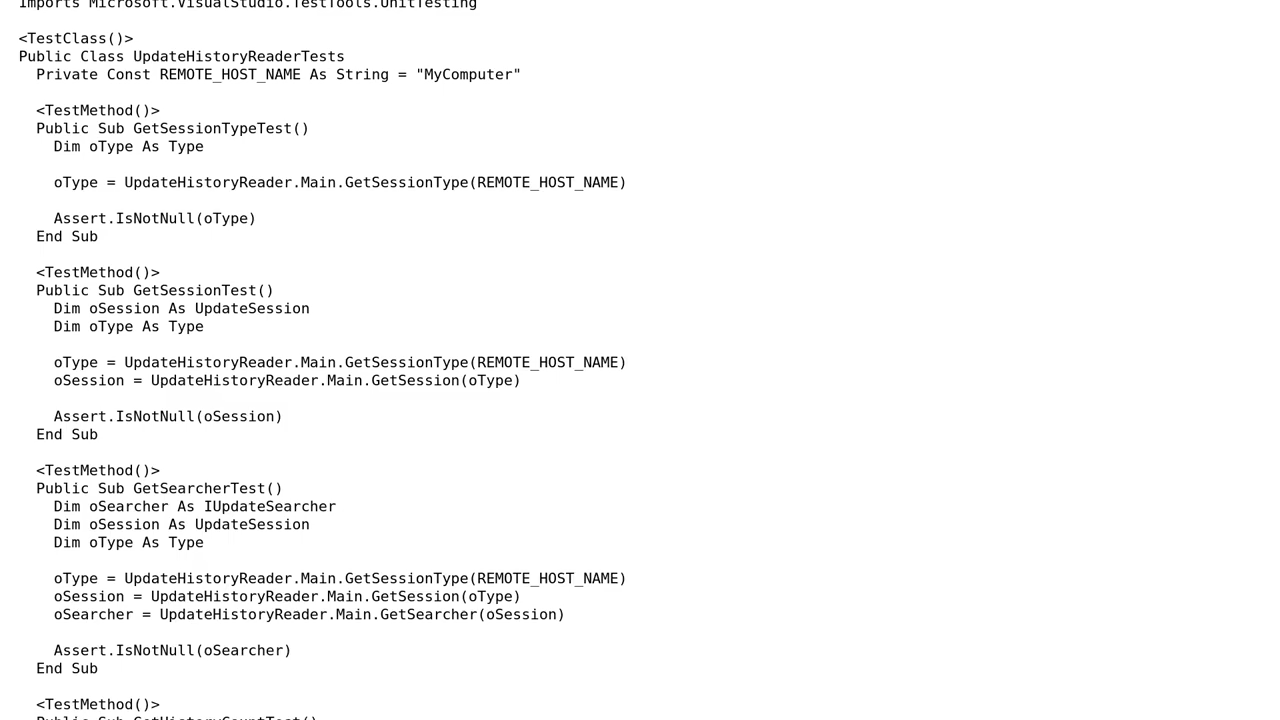 Imports Microsoft.VisualStudio.TestTools.UnitTesting
<TestClass()>
Public Class UpdateHistoryReaderTests
Private Const REMOTE_HOST_NAME As String = "MyComputer"
<TestMethod()>
Public Sub GetSessionTypeTest()
Dim oType As Type
oType = UpdateHistoryReader.Main.GetSessionType(REMOTE_HOST_NAME)
Assert.IsNotNull(oType)
End Sub
<TestMethod()>
Public Sub GetSessionTest()
Dim oSession As UpdateSession
Dim oType As Type
oType = UpdateHistoryReader.Main.GetSessionType(REMOTE_HOST_NAME)
oSession = UpdateHistoryReader.Main.GetSession(oType)
Assert.IsNotNull(oSession)
End Sub
<TestMethod()>
Public Sub GetSearcherTest()
Dim oSearcher As IUpdateSearcher
Dim oSession As UpdateSession
Dim oType As Type
oType = UpdateHistoryReader.Main.GetSessionType(REMOTE_HOST_NAME)
oSession = UpdateHistoryReader.Main.GetSession(oType)
oSearcher = UpdateHistoryReader.Main.GetSearcher(oSession)
Assert.IsNotNull(oSearcher)
End Sub
<TestMethod()>
Public Sub GetHistoryCountTest()